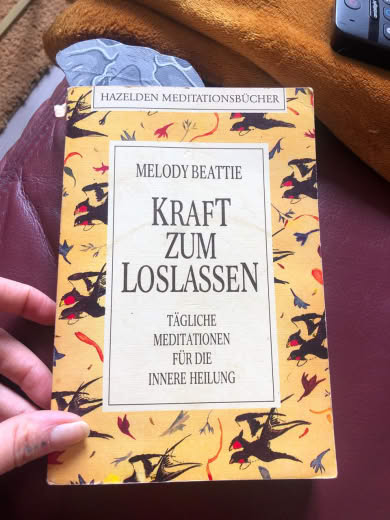 HAZELDEN MEDITATIONSBÜCHER
MELODY BEATTIE
KRAFT
ZUM
LOSLASSEN
TÄGLICHE
MEDITATIONEN
FÜR DIE
INNERE HEILUNG